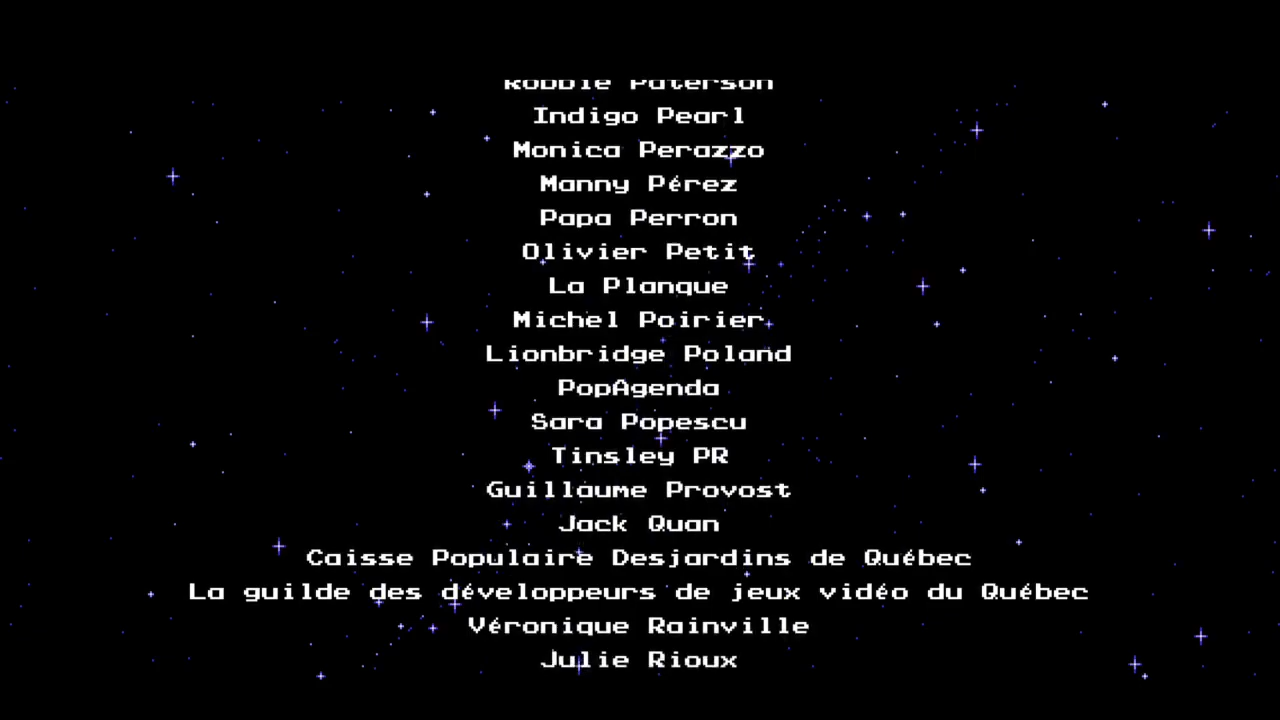 Robbie Paterson
Indigo Pearl
Monica Perazzo
Manny Pérez
Papa Perron
Olivier Petit
La Planque
Michel Poirier
Lionbridge Poland
PopAgenda
Sara Popescu
Tinsley PR
Guillaume Provost
Jack Quan
Caisse Populaire Desjardins de Québec
La guilde des développeurs de jeux vidéo du Québec
Véronique Rainville
Julie Rioux